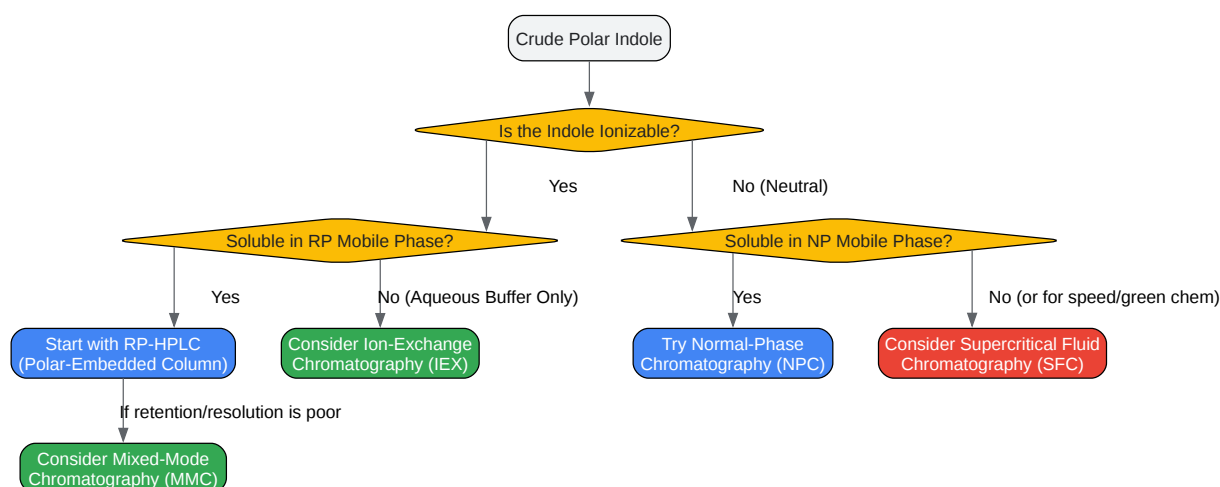 Crude Polar Indole
Is the Indole Ionizable?
Yes
No (Neutral)
Soluble in RP Mobile Phase?
Soluble in NP Mobile Phase?
Yes
No (Aqueous Buffer Only)
Yes
No (or for speed/green chem)
Start with RP-HPLC
(Polar-Embedded Column)
Consider Ion-Exchange
Chromatography (IEX)
Try Normal-Phase
Chromatography (NPC)
Consider Supercritical Fluid
Chromatography (SFC)
If retention/resolution is poor
Consider Mixed-Mode
Chromatography (MMC)